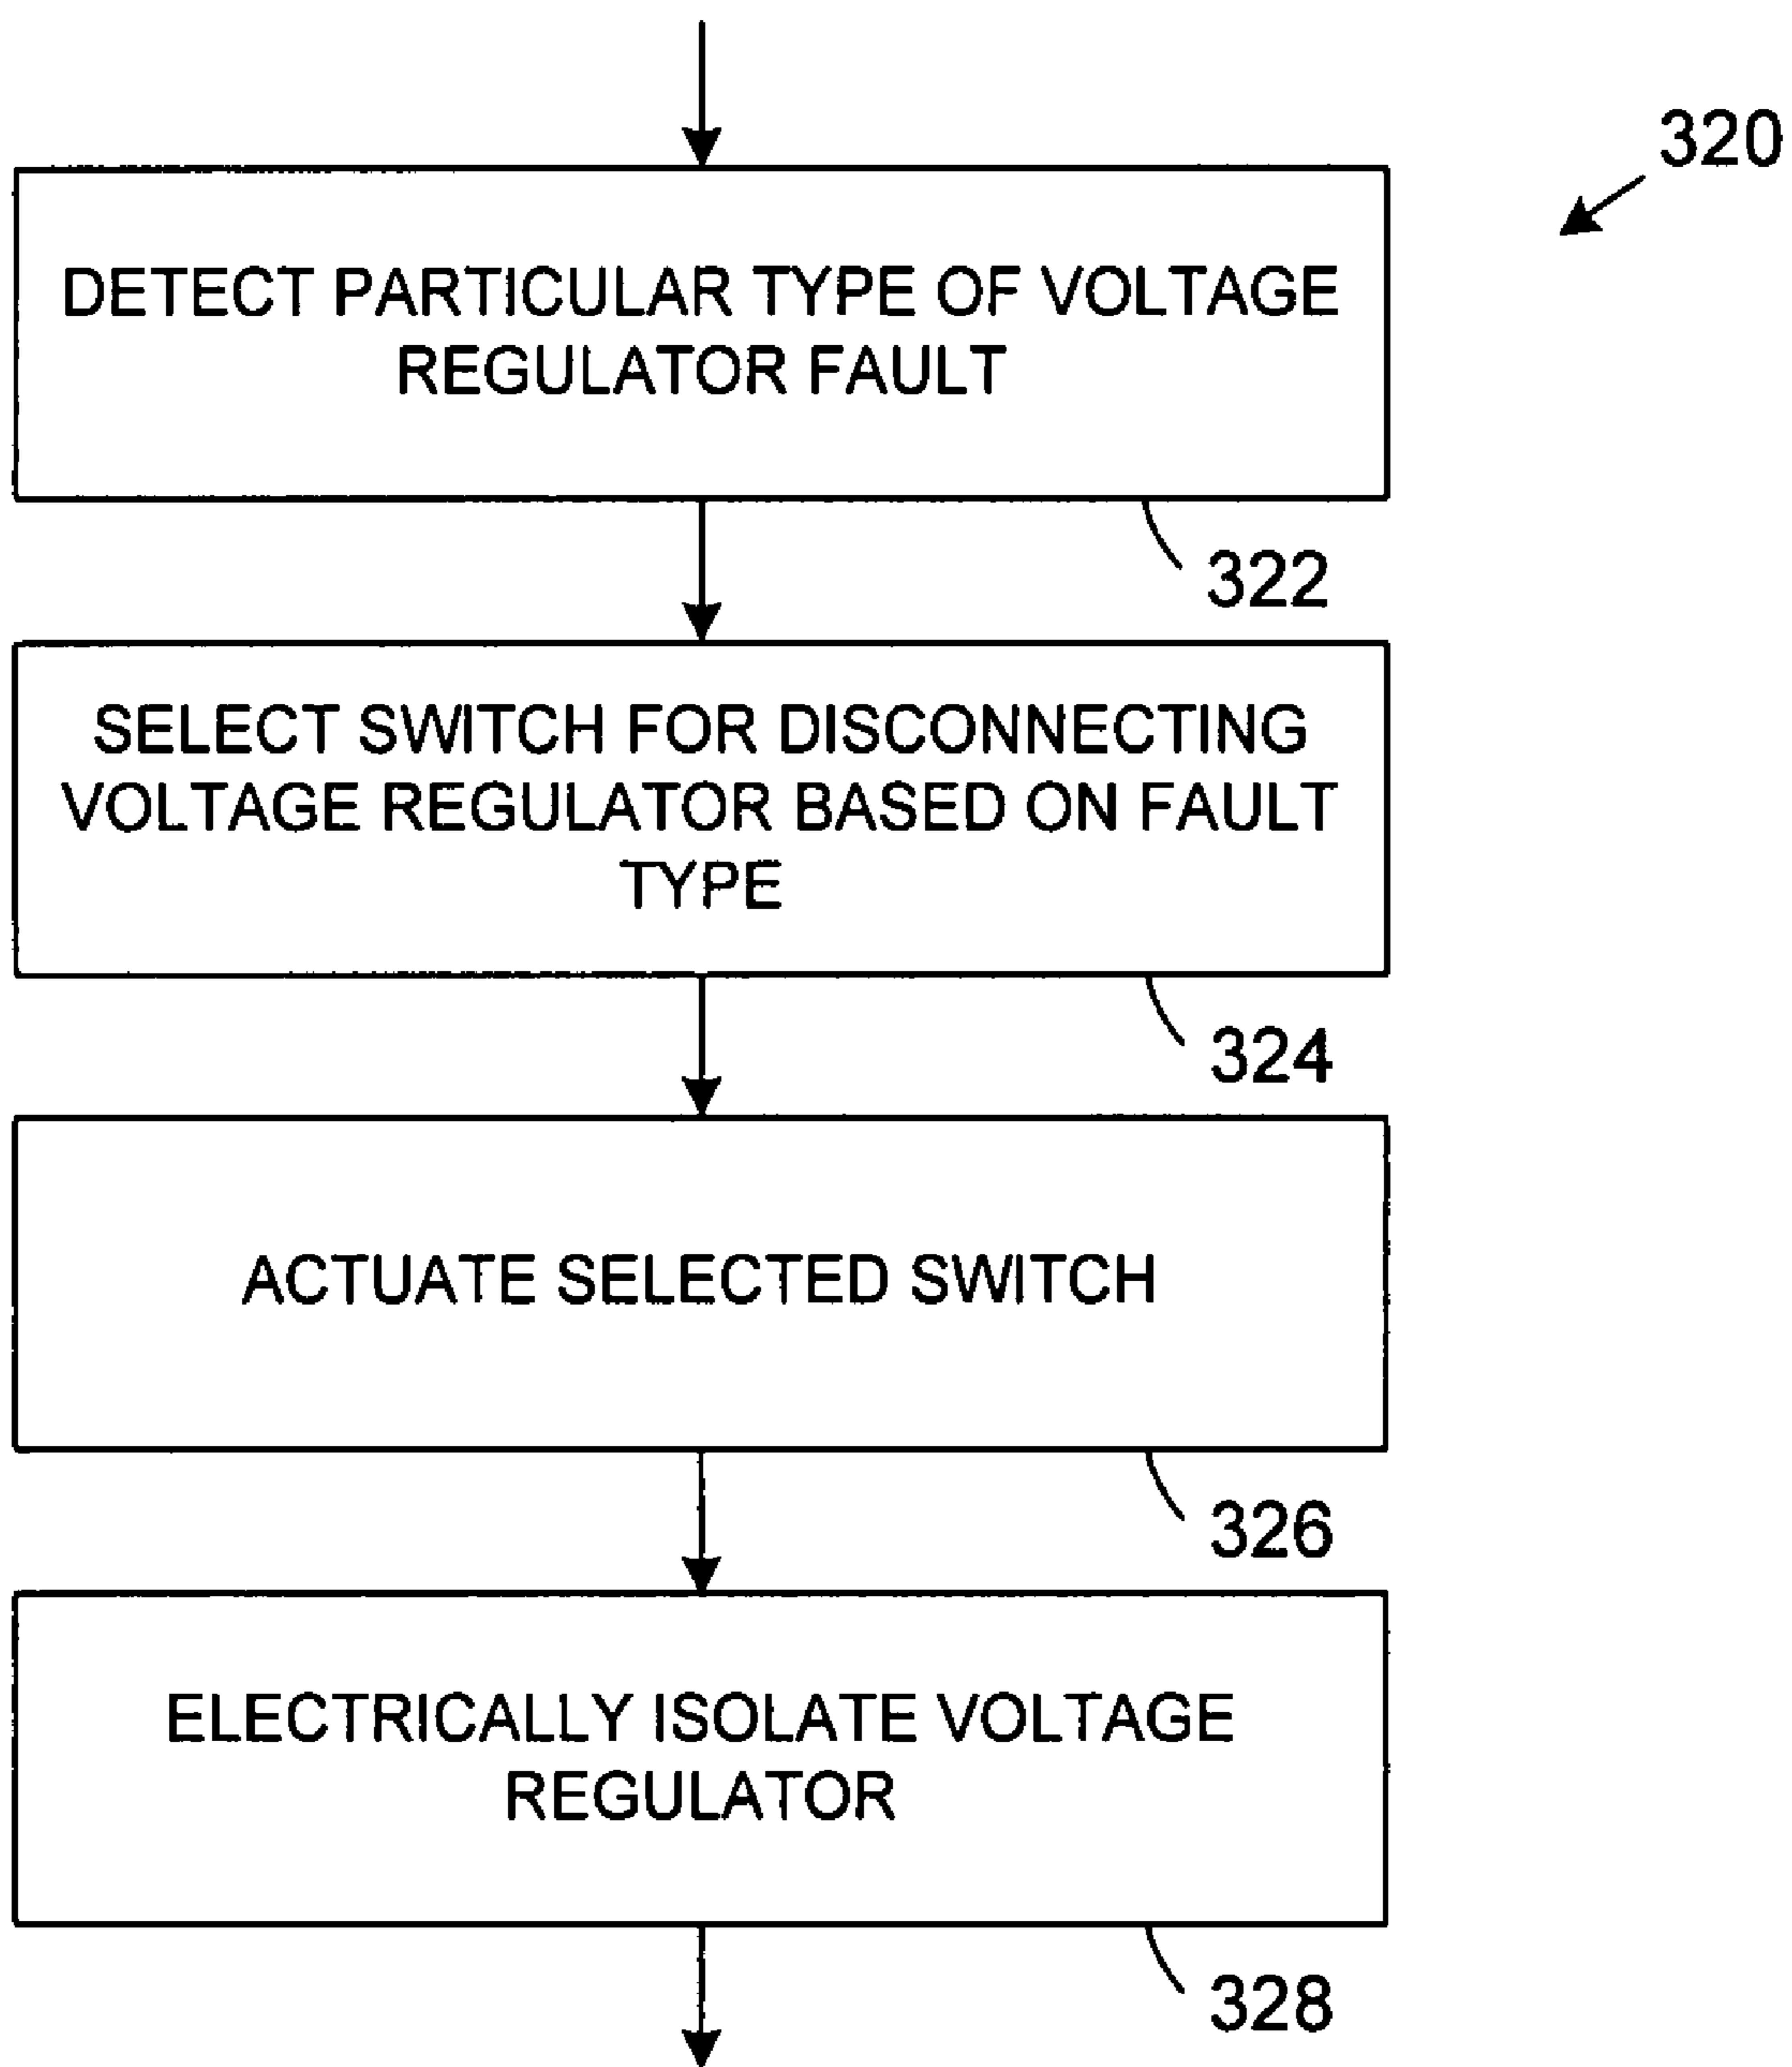 320
DETECT PARTICULAR TYPE OF VOLTAGE
REGULATOR FAULT
322
SELECT SWITCH FOR DISCONNECTING
VOLTAGE REGULATOR BASED ON FAULT
TYPE
324
ACTUATE SELECTED SWITCH
326
ELECTRICALLY ISOLATE VOLTAGE
REGULATOR
328